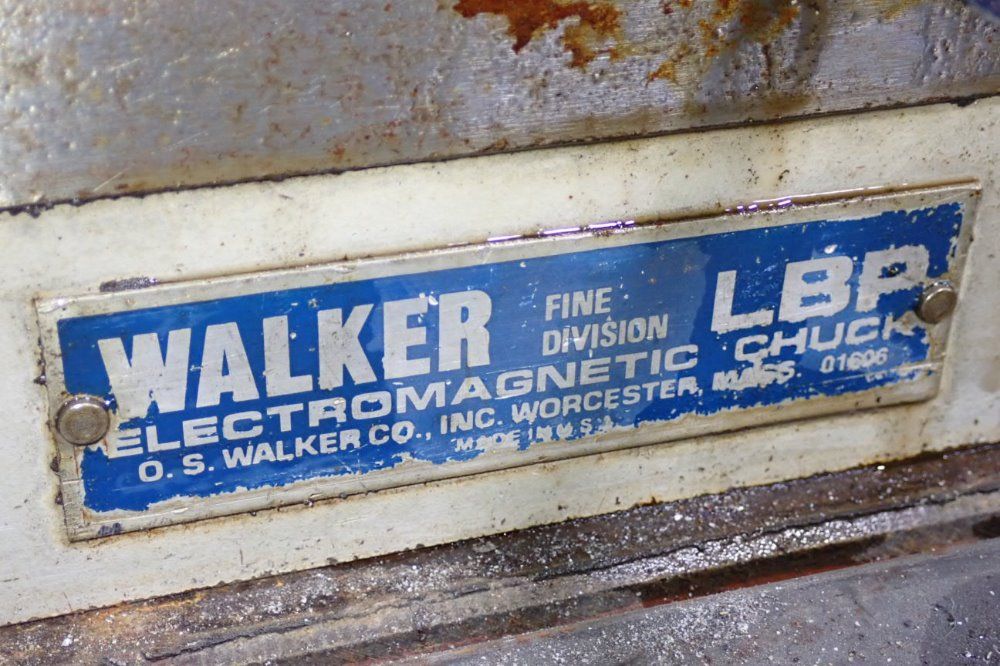 WALKER FINE DIVISION LBP
ELECTROMAGNETIC CHUCK
O. S. WALKER CO., INC. WORCESTER, MASS. 01606
MADE IN U.S.A.